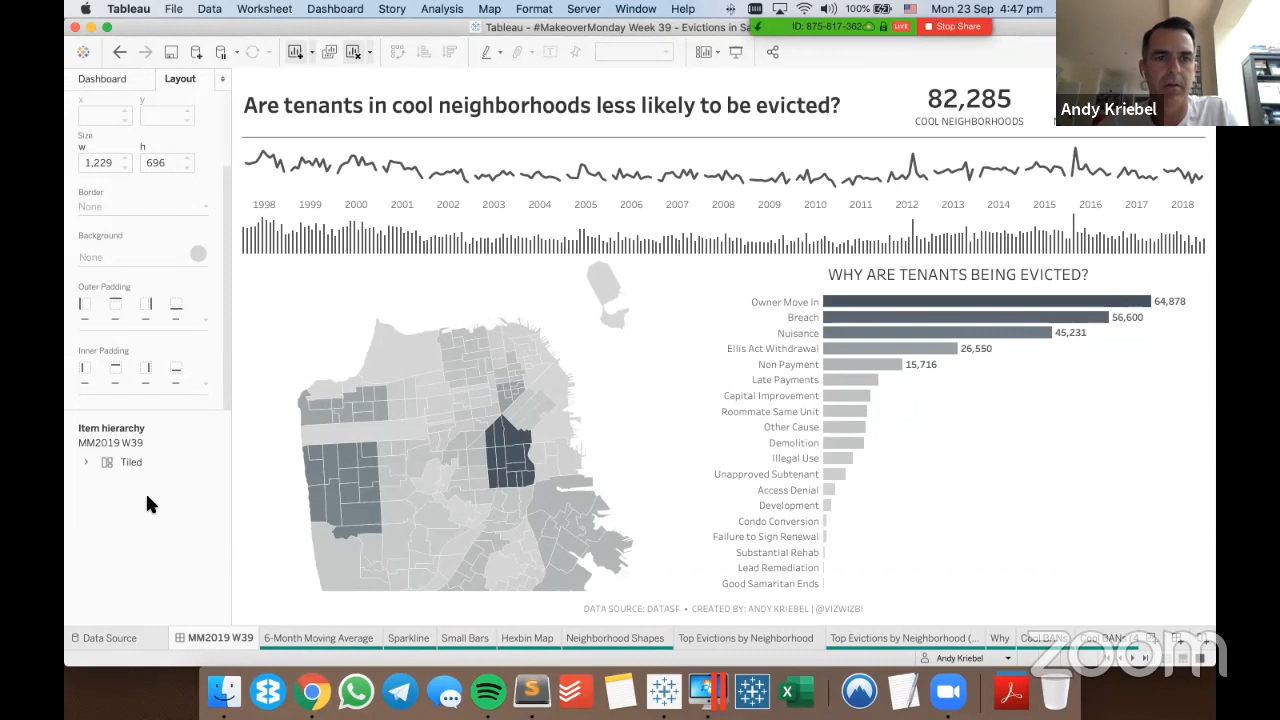 Tableau File Data Worksheet Dashboard Story Analysis Map Format Server Window Help 100% Mon 23 Sep 4:47 pm
Tableau - #MakeoverMonday Week 39 - Evictions in Sa
ID: 875-817-362 LIVE Stop Share
Andy Kriebel
Dashboard Layout
x y
Size
w h
1,229 696
Border
None
Background
None
Outer Padding
Inner Padding
Item hierarchy
MM2019 W39
Tiled
Are tenants in cool neighborhoods less likely to be evicted?
82,285
COOL NEIGHBORHOODS
1998 1999 2000 2001 2002 2003 2004 2005 2006 2007 2008 2009 2010 2011 2012 2013 2014 2015 2016 2017 2018
WHY ARE TENANTS BEING EVICTED?
Owner Move In 64,878
Breach 56,600
Nuisance 45,231
Ellis Act Withdrawal 26,550
Non Payment 15,716
Late Payments
Capital Improvement
Roommate Same Unit
Other Cause
Demolition
Illegal Use
Unapproved Subtenant
Access Denial
Development
Condo Conversion
Failure to Sign Renewal
Substantial Rehab
Lead Remediation
Good Samaritan Ends
DATA SOURCE: DATASF • CREATED BY: ANDY KRIEBEL | @VIZWIZBI
Data Source MM2019 W39 6-Month Moving Average Sparkline Small Bars Hexbin Map Neighborhood Shapes Top Evictions by Neighborhood Top Evictions by Neighborhood (... Why Cool BANs Cool BANs (
Andy Kriebel
zoom